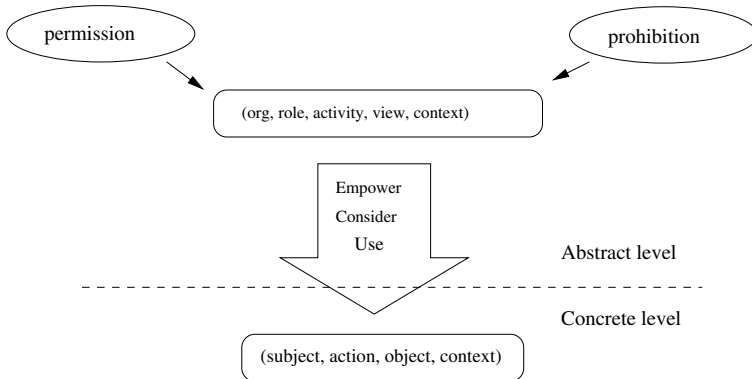 permission
prohibition
(org, role, activity, view, context)
Empower
Consider
Use
Abstract level
Concrete level
(subject, action, object, context)